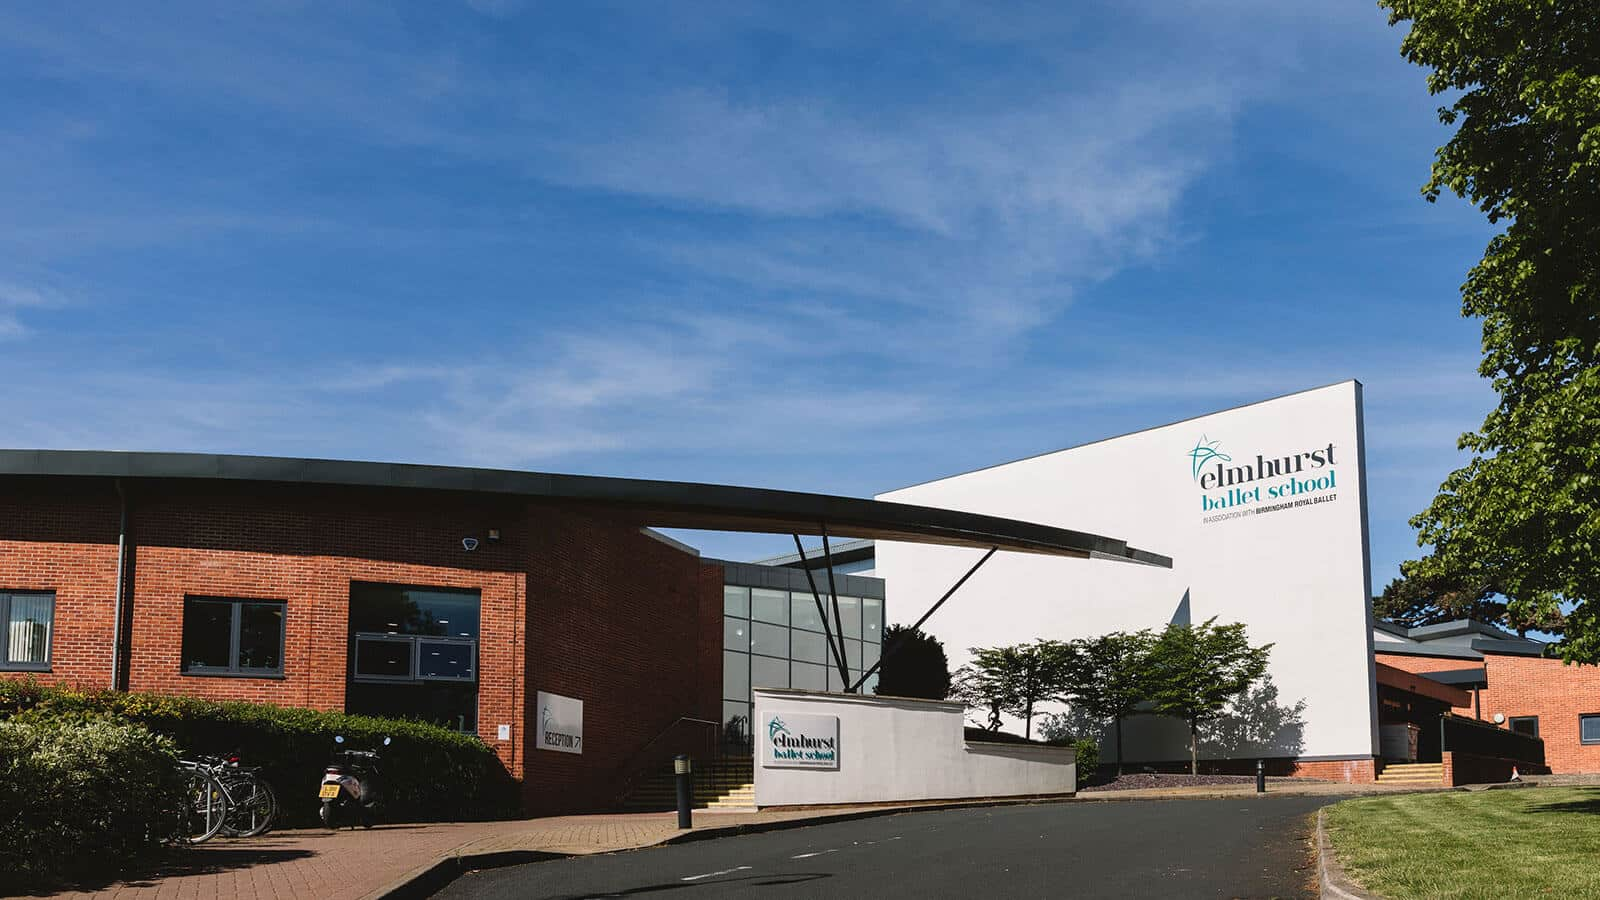 elmhurst
ballet school
IN ASSOCIATION WITH BIRMINGHAM ROYAL BALLET
RECEPTION
elmhurst
ballet school